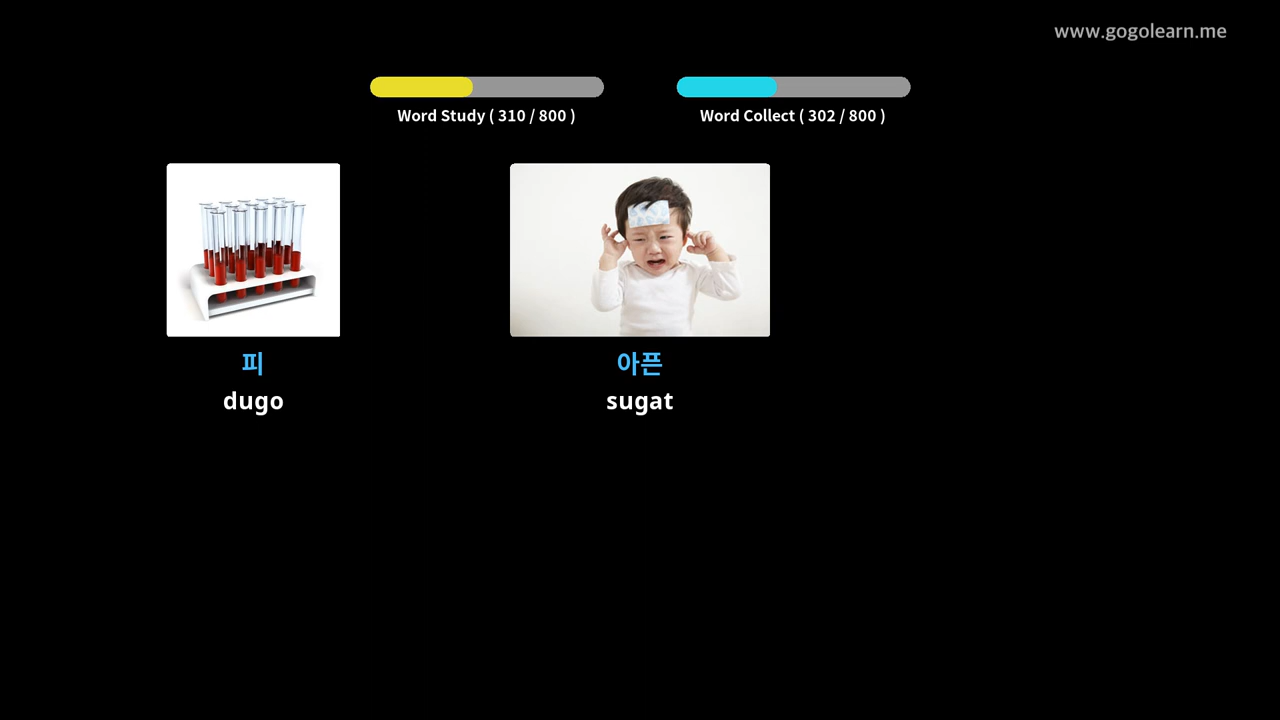 www.gogolearn.me
Word Study ( 310 / 800 )
Word Collect ( 302 / 800 )
피
dugo
아픈
sugat